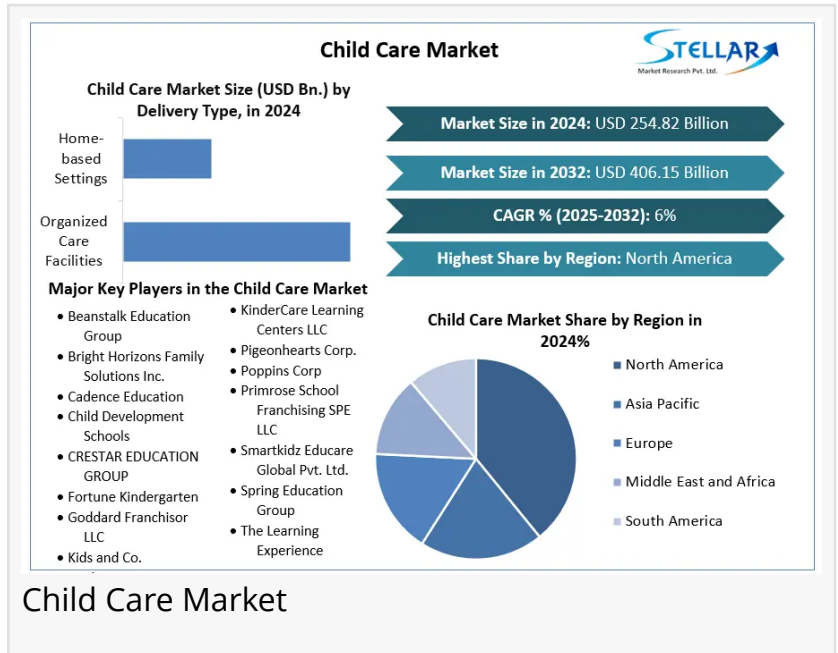 Child Care Market
STELLAR
Market Research Pvt. Ltd.
Child Care Market Size (USD Bn.) by
Delivery Type, in 2024
Home-
based
Settings
Organized
Care
Facilities
Market Size in 2024: USD 254.82 Billion
Market Size in 2032: USD 406.15 Billion
CAGR % (2025-2032): 6%
Highest Share by Region: North America
Major Key Players in the Child Care Market
• Beanstalk Education
Group
• Bright Horizons Family
Solutions Inc.
• Cadence Education
• Child Development
Schools
• CRESTAR EDUCATION
GROUP
• Fortune Kindergarten
• Goddard Franchisor
LLC
• Kids and Co.
• KinderCare Learning
Centers LLC
• Pigeonhearts Corp.
• Poppins Corp
• Primrose School
Franchising SPE
LLC
• Smartkidz Educare
Global Pvt. Ltd.
• Spring Education
Group
• The Learning
Experience
Child Care Market Share by Region in
2024%
North America
Asia Pacific
Europe
Middle East and Africa
South America
Child Care Market